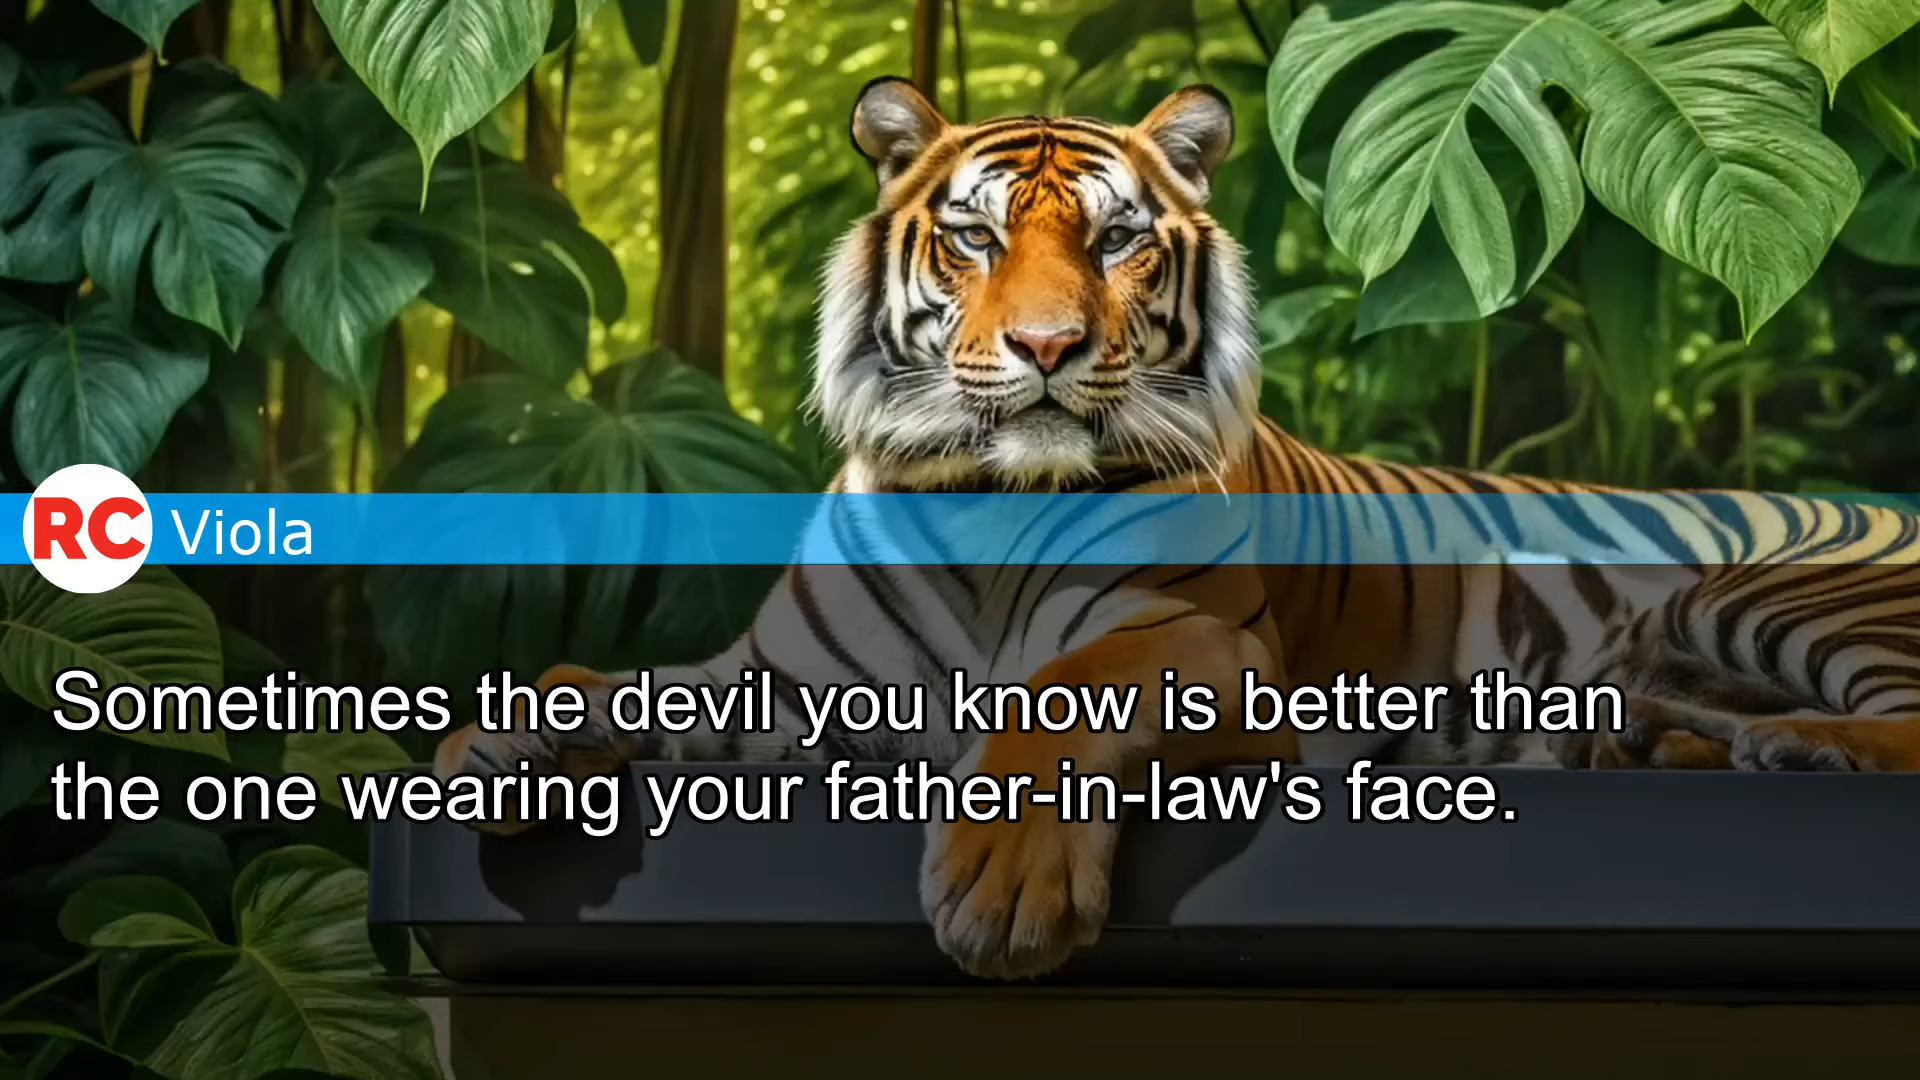 RC Viola
Sometimes the devil you know is better than
the one wearing your father-in-law's face.